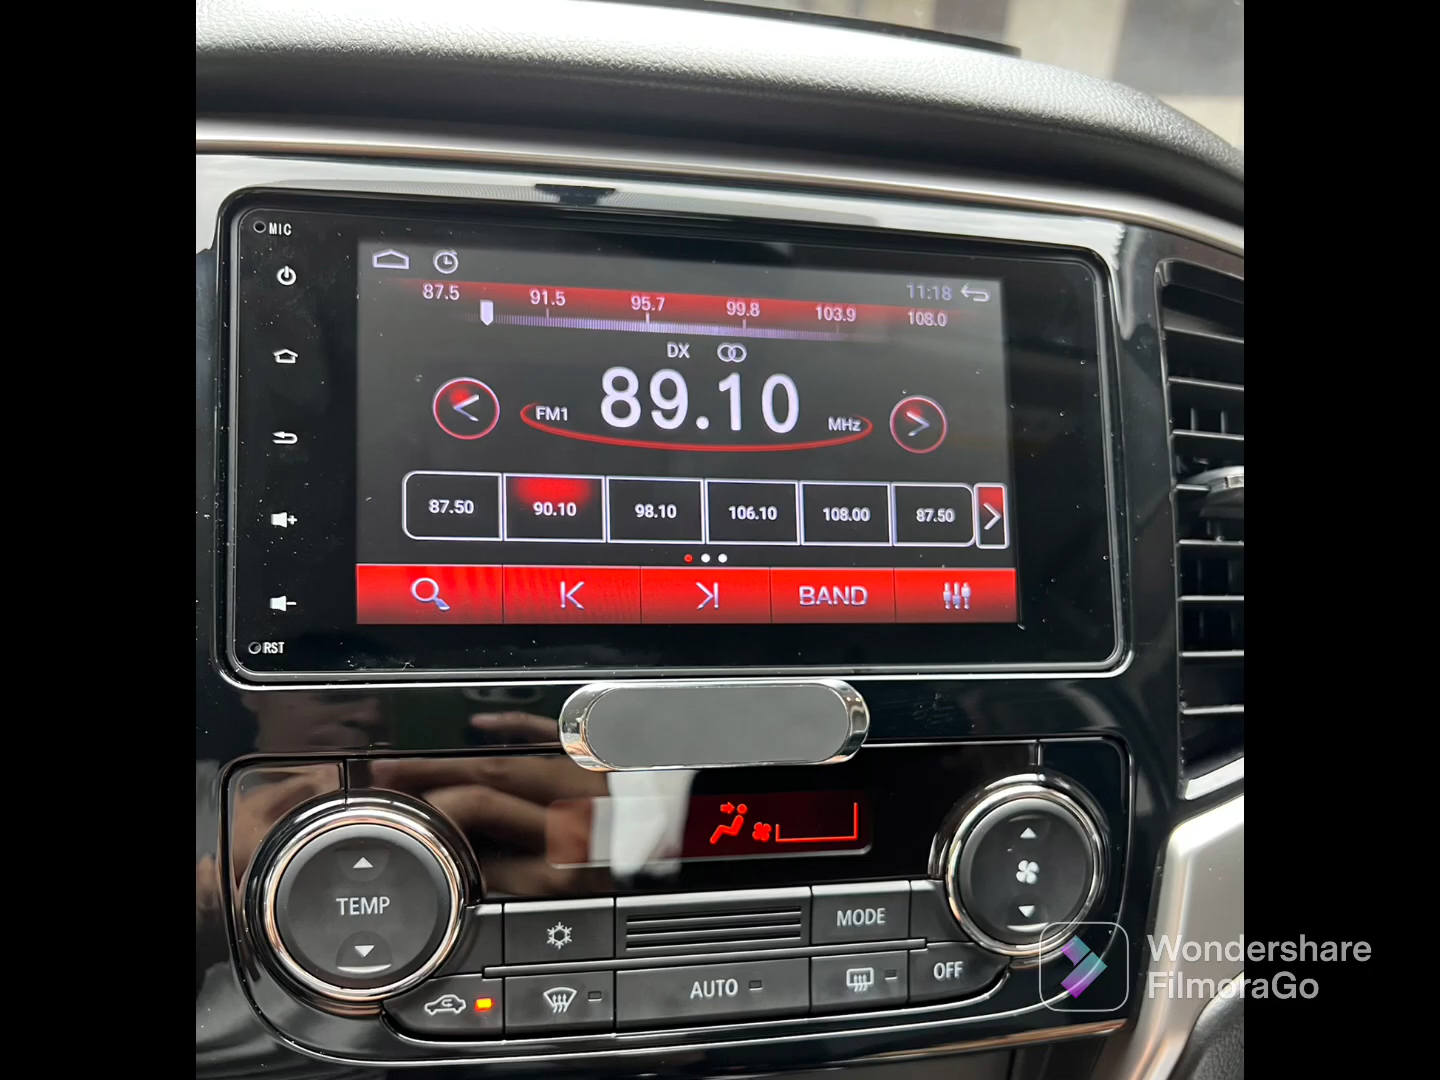 MIC
11:18
87.5 91.5 95.7 99.8 103.9 108.0
DX
FM1 89.10 MHz
87.50 90.10 98.10 106.10 108.00 87.50
BAND
RST
TEMP
MODE
AUTO
OFF
Wondershare
FilmoraGo